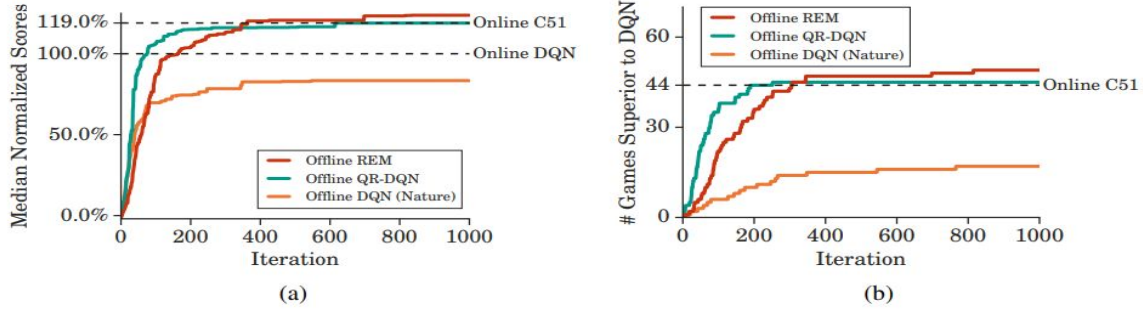 Median Normalized Scores
119.0%
100.0%
50.0%
0.0%
Online C51
Online DQN
Offline REM
Offline QR-DQN
Offline DQN (Nature)
0 200 400 600 800 1000
Iteration
(a)
# Games Superior to DQN
60
44
30
0
Offline REM
Offline QR-DQN
Offline DQN (Nature)
Online C51
0 200 400 600 800 1000
Iteration
(b)